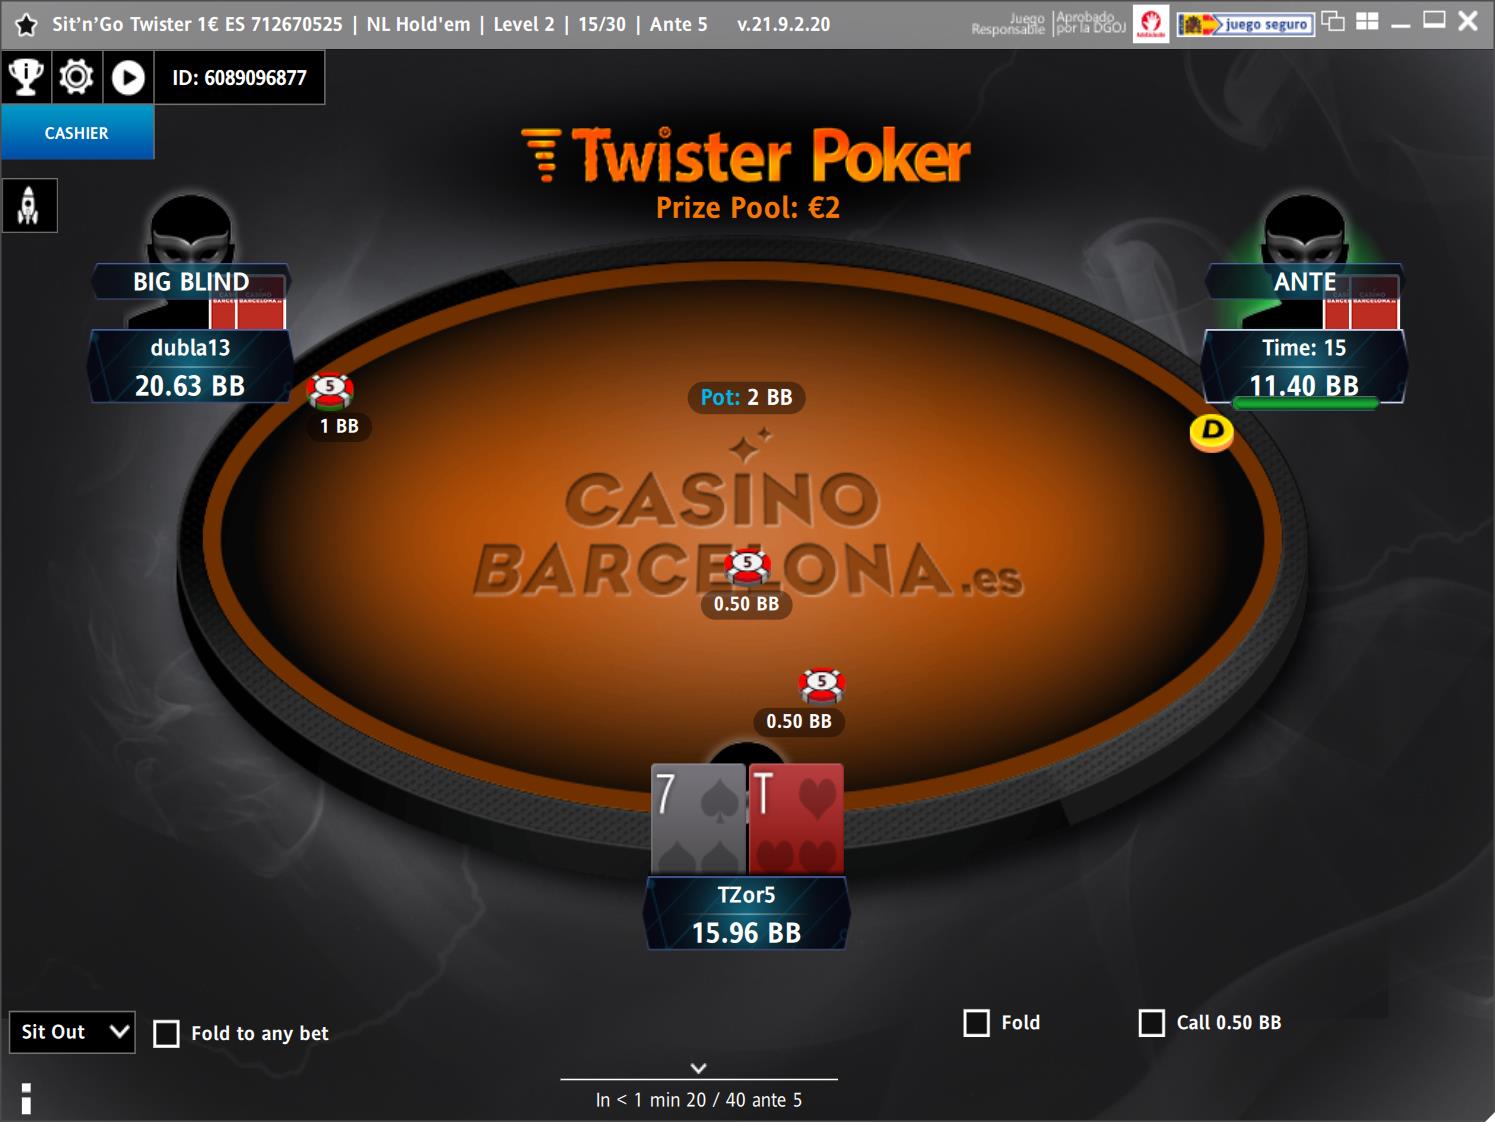 Sit'n'Go Twister 1€ ES 712670525 | NL Hold'em | Level 2 | 15/30 | Ante 5 v.21.9.2.20
Juego Responsable
Aprobado por la DGOJ
juego seguro
ID: 6089096877
CASHIER
Twister Poker
Prize Pool: €2
BIG BLIND
dubla13
20.63 BB
ANTE
Time: 15
11.40 BB
D
5
1 BB
Pot: 2 BB
CASINO
BARCELONA.es
5
0.50 BB
5
0.50 BB
7 T
TZor5
15.96 BB
Sit Out
Fold to any bet
Fold
Call 0.50 BB
In < 1 min 20 / 40 ante 5